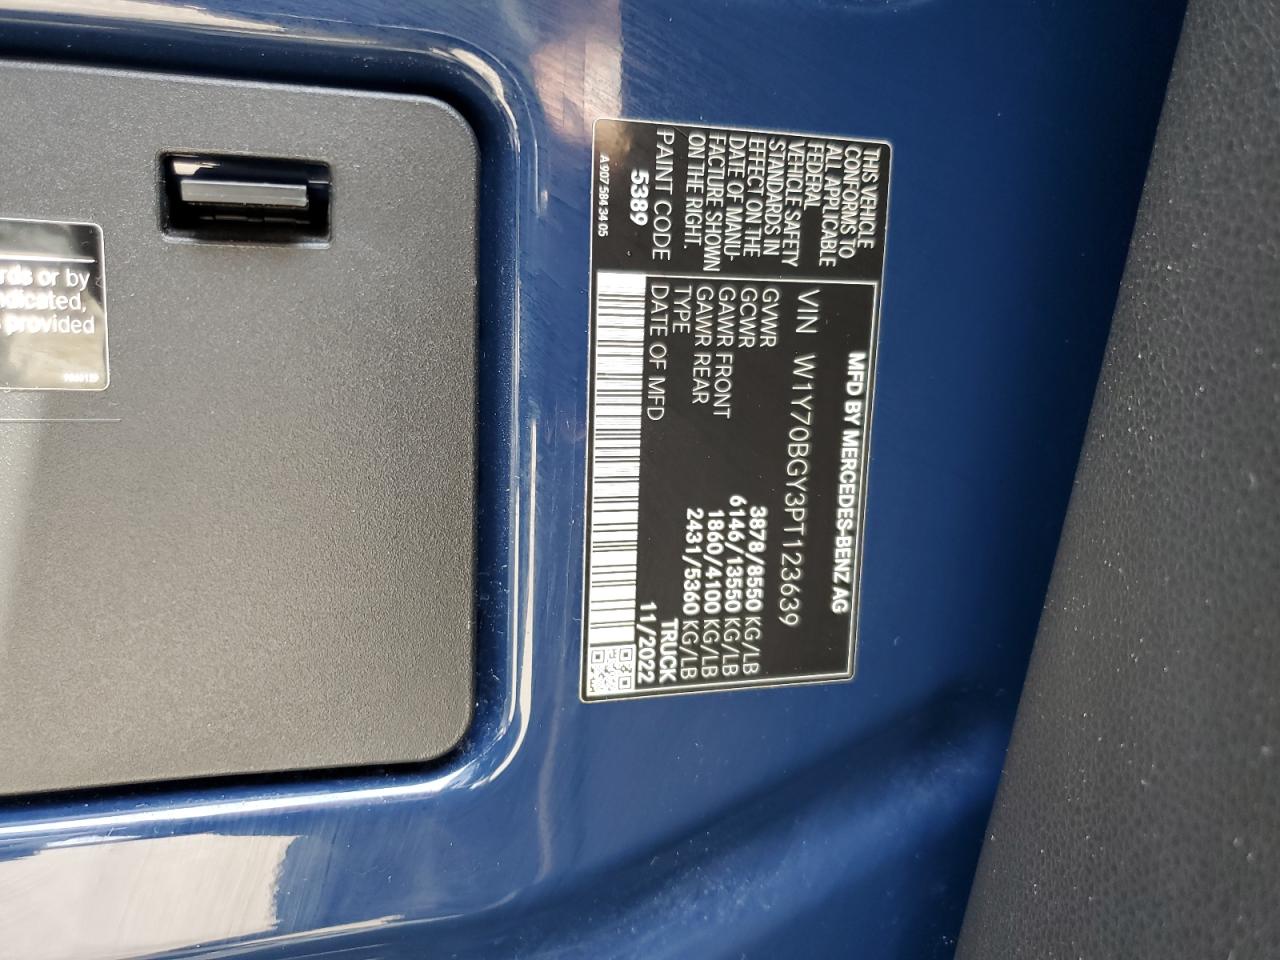 THIS VEHICLE
CONFORMS TO
ALL APPLICABLE
FEDERAL
VEHICLE SAFETY
STANDARDS IN
EFFECT ON THE
DATE OF MANU-
FACTURE SHOWN
ON THE RIGHT.
PAINT CODE
5389
A 907 584 34 05
MFD BY MERCEDES-BENZ AG
VIN W1Y70BGY3PT123639
GVWR 3878/8550 KG/LB
GCWR 6146/13550 KG/LB
GAWR FRONT 1860/4100 KG/LB
GAWR REAR 2431/5360 KG/LB
TYPE TRUCK
DATE OF MFD 11/2022
rds or by
ndicated,
provided